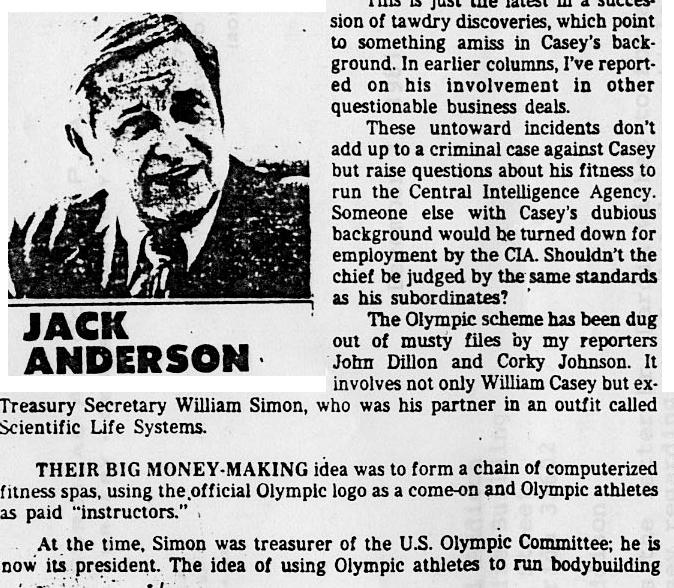 This is just the latest in a succes-
sion of tawdry discoveries, which point
to something amiss in Casey's back-
ground. In earlier columns, I've report-
ed on his involvement in other
questionable business deals.
These untoward incidents don't
add up to a criminal case against Casey
but raise questions about his fitness to
run the Central Intelligence Agency.
Someone else with Casey's dubious
background would be turned down for
employment by the CIA. Shouldn't the
chief be judged by the same standards
as his subordinates?
The Olympic scheme has been dug
out of musty files by my reporters
John Dillon and Corky Johnson. It
involves not only William Casey but ex-
JACK
ANDERSON
Treasury Secretary William Simon, who was his partner in an outfit called
Scientific Life Systems.
THEIR BIG MONEY-MAKING idea was to form a chain of computerized
fitness spas, using the official Olympic logo as a come-on and Olympic athletes
as paid "instructors."
At the time, Simon was treasurer of the U.S. Olympic Committee; he is
now its president. The idea of using Olympic athletes to run bodybuilding